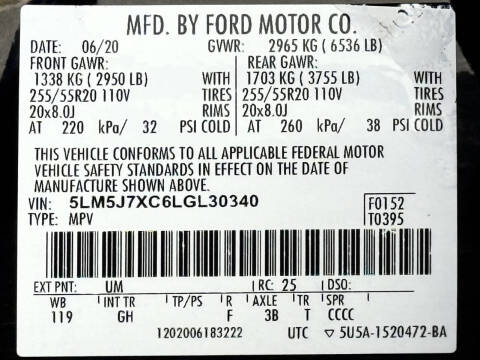 MFD. BY FORD MOTOR CO.
DATE: 06/20 GVWR: 2965 KG ( 6536 LB)
FRONT GAWR: REAR GAWR:
1338 KG ( 2950 LB) WITH 1703 KG ( 3755 LB) WITH
255/55R20 110V TIRES 255/55R20 110V TIRES
20x8.0J RIMS 20x8.0J RIMS
AT 220 kPa/ 32 PSI COLD AT 260 kPa/ 38 PSI COLD
THIS VEHICLE CONFORMS TO ALL APPLICABLE FEDERAL MOTOR
VEHICLE SAFETY STANDARDS IN EFFECT ON THE DATE OF
MANUFACTURE SHOWN ABOVE.
VIN: 5LM5J7XC6LGL30340 F0152
TYPE: MPV T0395
EXT PNT: UM RC: 25 DSO:
WB INT TR TP/PS R AXLE TR SPR
119 GH F 3B T CCCC
1202006183222 UTC ▽ 5U5A-1520472-BA